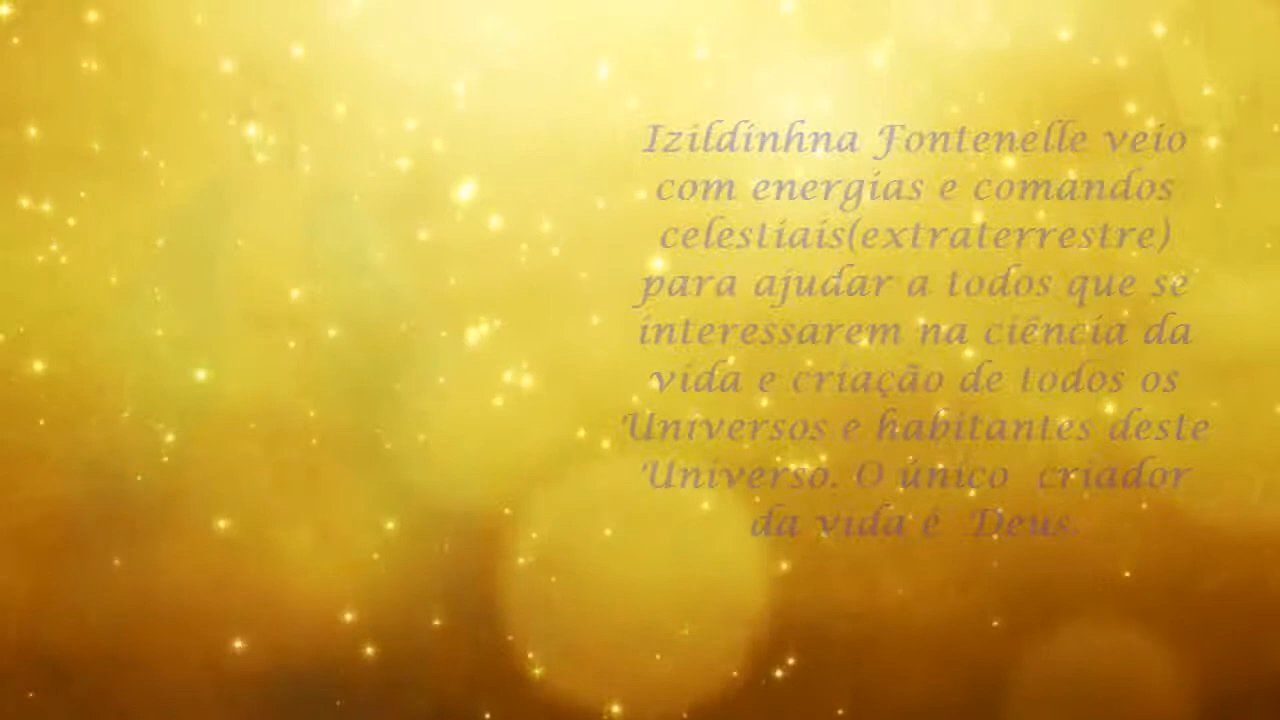 Izildinhna Fontenelle veio
com energias e comandos
celestiais(extraterrestre)
para ajudar a todos que se
interessarem na ciência da
vida e criação de todos os
Universos e habitantes deste
Universo. O único criador
da vida é Deus.